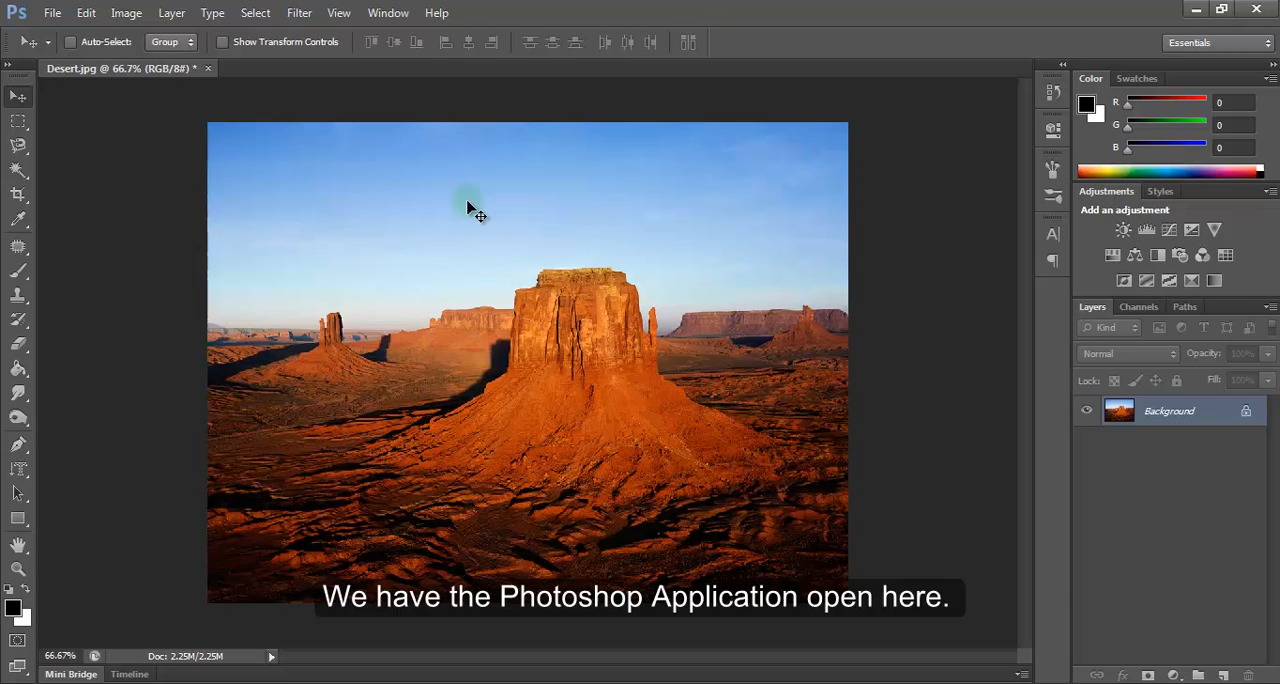 Ps File Edit Image Layer Type Select Filter View Window Help
Auto-Select: Group Show Transform Controls Essentials
Desert.jpg @ 66.7% (RGB/8#) * ×
Color Swatches
R 0
G 0
B 0
Adjustments Styles
Add an adjustment
Layers Channels Paths
Kind
Normal Opacity: 100%
Lock: Fill: 100%
Background
We have the Photoshop Application open here.
66.67% Doc: 2.25M/2.25M
Mini Bridge Timeline